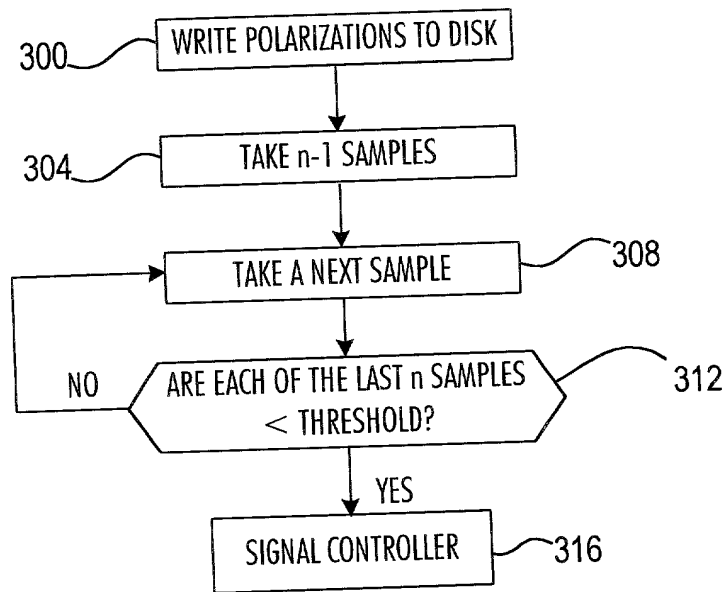 300
WRITE POLARIZATIONS TO DISK
304
TAKE n-1 SAMPLES
TAKE A NEXT SAMPLE
308
NO
ARE EACH OF THE LAST n SAMPLES
< THRESHOLD?
312
YES
SIGNAL CONTROLLER
316